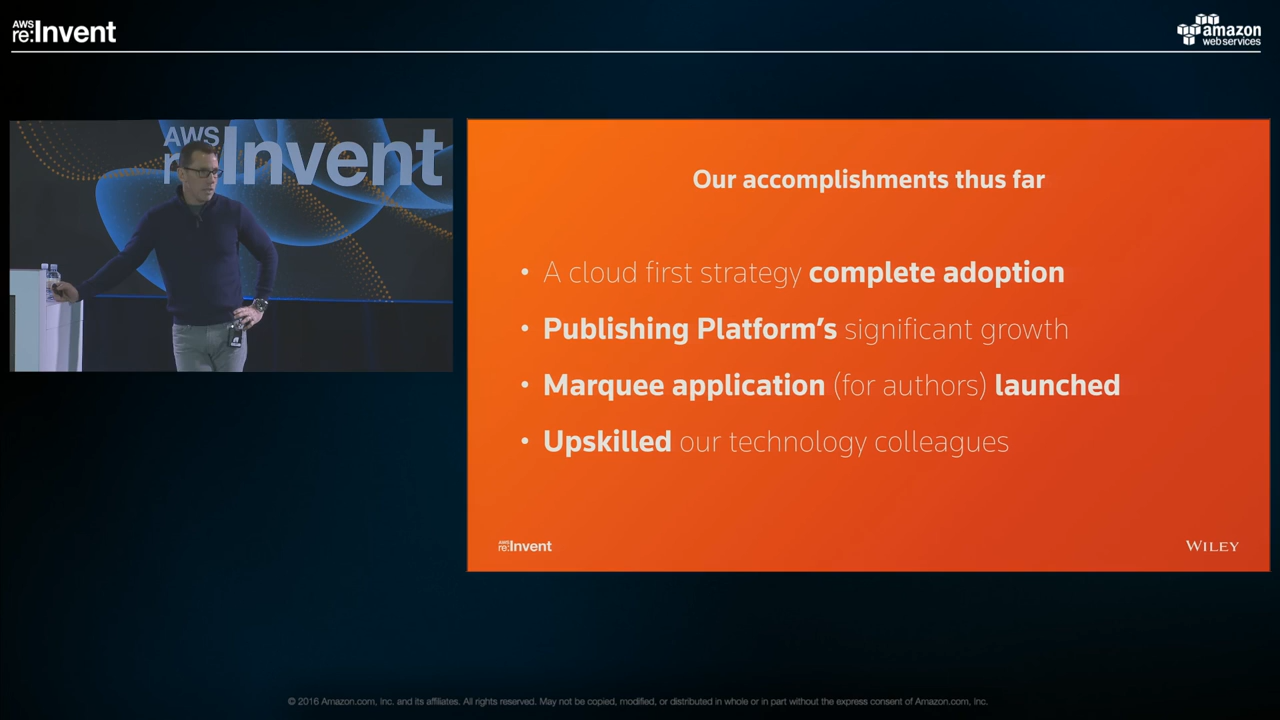 AWS
re:Invent
amazon
web services
AWS
re:Invent
Our accomplishments thus far
• A cloud first strategy complete adoption
• Publishing Platform’s significant growth
• Marquee application (for authors) launched
• Upskilled our technology colleagues
AWS
re:Invent
WILEY
© 2016 Amazon.com, Inc. and its affiliates. All rights reserved. May not be copied, modified, or distributed in whole or in part without the express consent of Amazon.com, Inc.